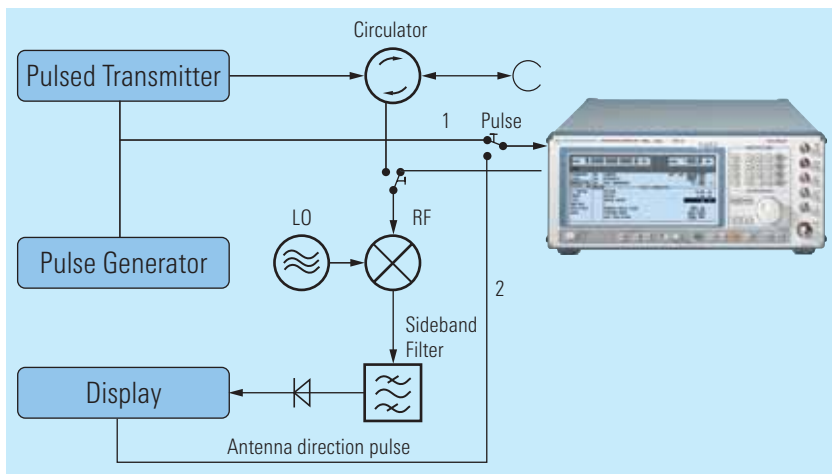 Circulator
Pulsed Transmitter
1
Pulse
LO
RF
Pulse Generator
2
Sideband
Filter
Display
Antenna direction pulse